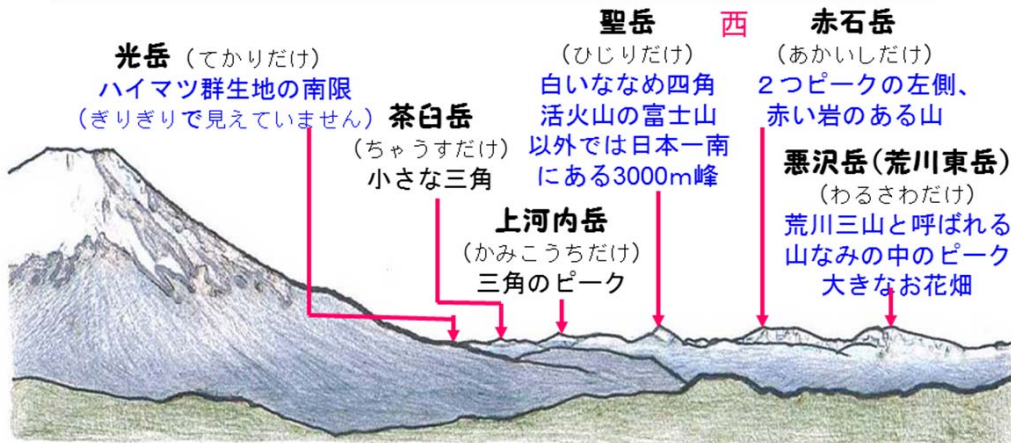 光岳（てかりだけ）
ハイマツ群生地の南限
（ぎりぎりで見えていません）
茶臼岳
（ちゃうすだけ）
小さな三角
上河内岳
（かみこうちだけ）
三角のピーク
聖岳
（ひじりだけ）
白いななめ四角
活火山の富士山
以外では日本一南
にある3000m峰
西
赤石岳
（あかいしだけ）
２つピークの左側、
赤い岩のある山
悪沢岳（荒川東岳）
（わるさわだけ）
荒川三山と呼ばれる
山なみの中のピーク
大きなお花畑